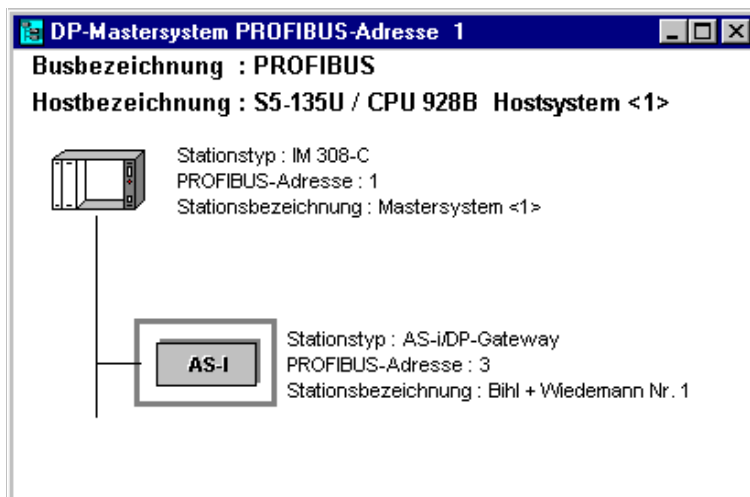 DP-Mastersystem PROFIBUS-Adresse 1
Busbezeichnung : PROFIBUS
Hostbezeichnung : S5-135U / CPU 928B Hostsystem <1>
Stationstyp : IM 308-C
PROFIBUS-Adresse : 1
Stationsbezeichnung : Mastersystem <1>
AS-I
Stationstyp : AS-i/DP-Gateway
PROFIBUS-Adresse : 3
Stationsbezeichnung : Bihl + Wiedemann Nr. 1